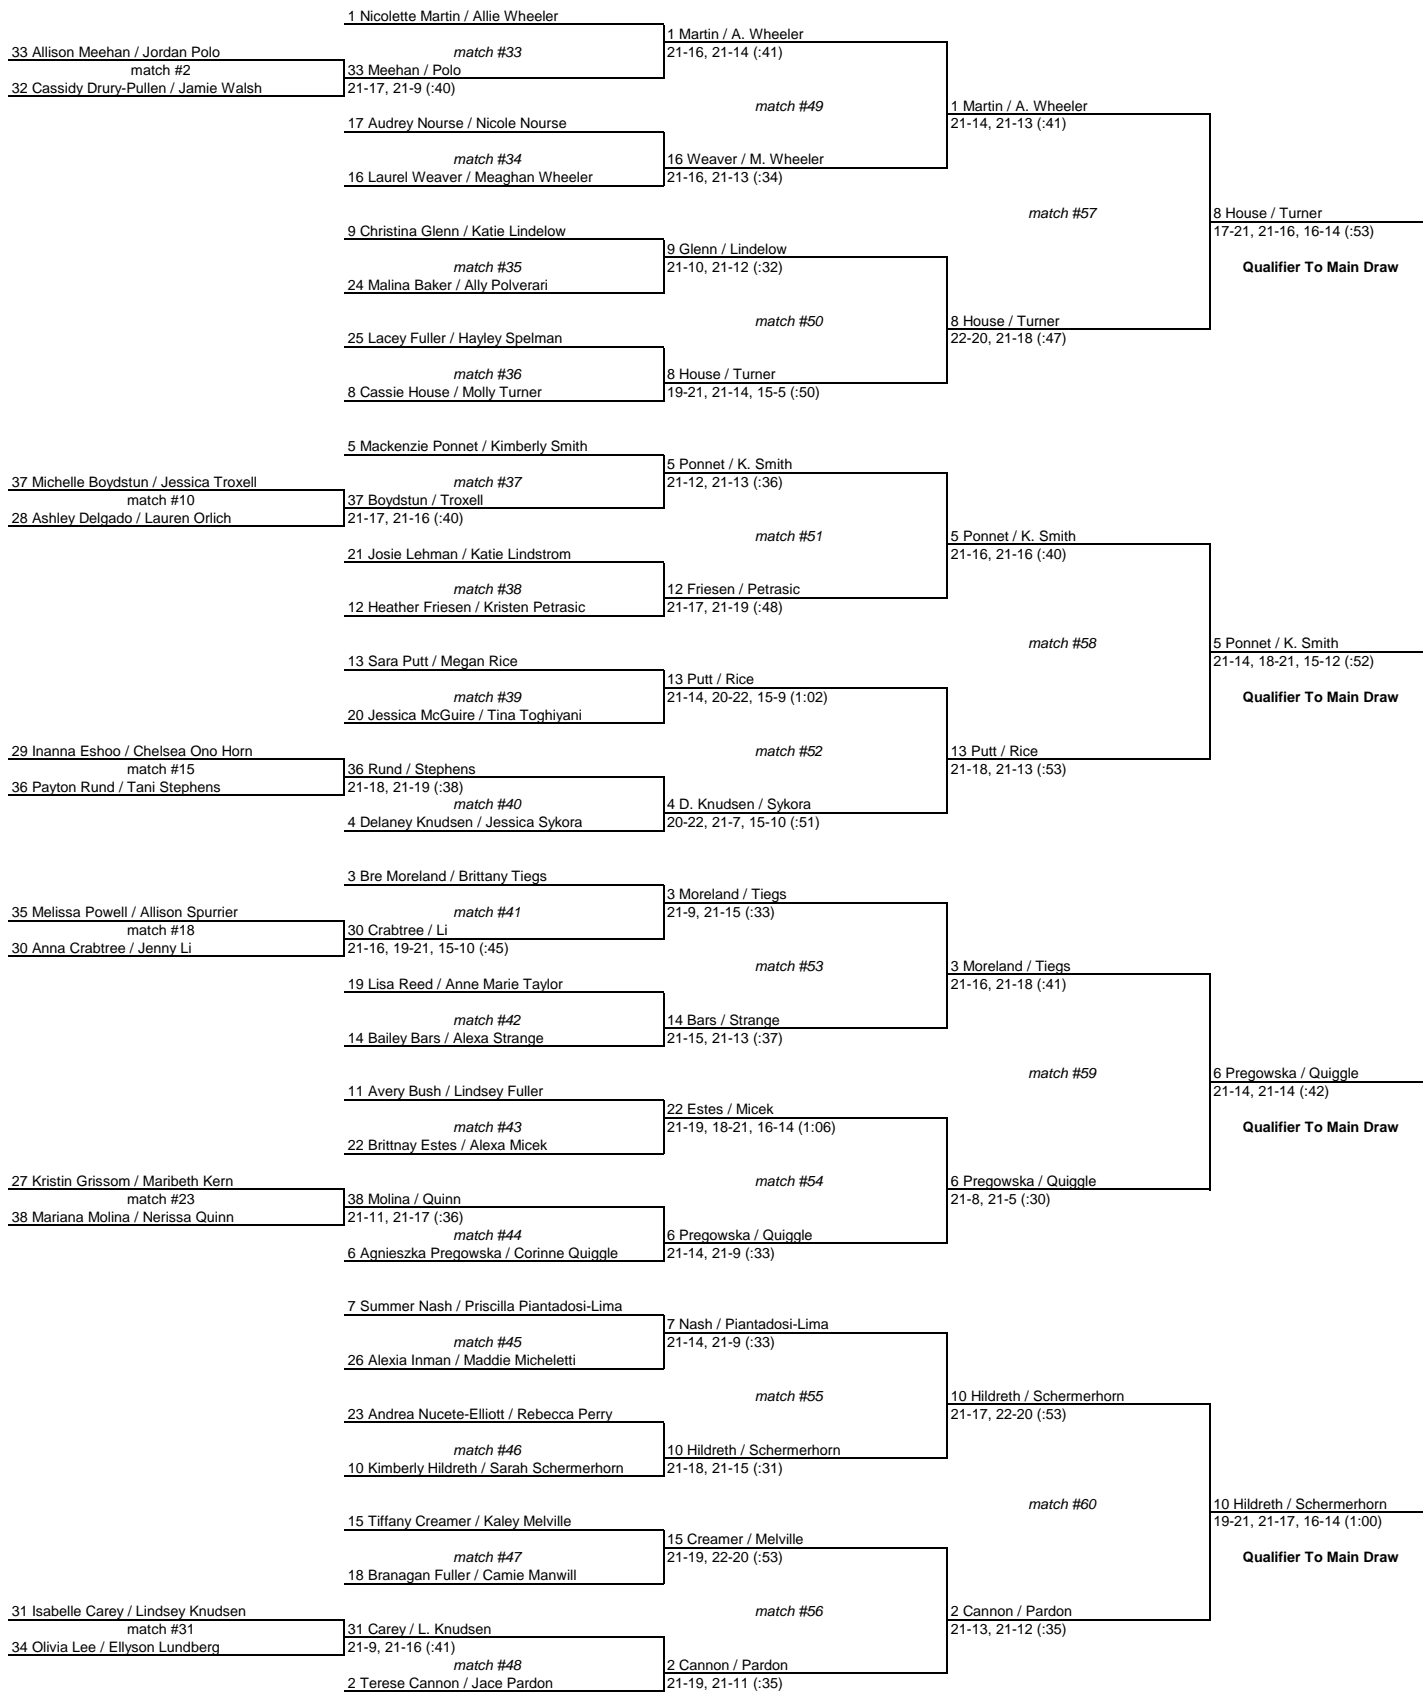 1 Nicolette Martin / Allie Wheeler
1 Martin / A. Wheeler
33 Allison Meehan / Jordan Polo
match #33
21-16, 21-14 (:41)
match #2
33 Meehan / Polo
32 Cassidy Drury-Pullen / Jamie Walsh
21-17, 21-9 (:40)
match #49
1 Martin / A. Wheeler
17 Audrey Nourse / Nicole Nourse
21-14, 21-13 (:41)
match #34
16 Weaver / M. Wheeler
16 Laurel Weaver / Meaghan Wheeler
21-16, 21-13 (:34)
match #57
8 House / Turner
9 Christina Glenn / Katie Lindelow
17-21, 21-16, 16-14 (:53)
9 Glenn / Lindelow
match #35
21-10, 21-12 (:32)
Qualifier To Main Draw
24 Malina Baker / Ally Polverari
match #50
8 House / Turner
25 Lacey Fuller / Hayley Spelman
22-20, 21-18 (:47)
match #36
8 House / Turner
8 Cassie House / Molly Turner
19-21, 21-14, 15-5 (:50)
5 Mackenzie Ponnet / Kimberly Smith
5 Ponnet / K. Smith
37 Michelle Boydstun / Jessica Troxell
match #37
21-12, 21-13 (:36)
match #10
37 Boydstun / Troxell
28 Ashley Delgado / Lauren Orlich
21-17, 21-16 (:40)
match #51
5 Ponnet / K. Smith
21 Josie Lehman / Katie Lindstrom
21-16, 21-16 (:40)
match #38
12 Friesen / Petrasic
12 Heather Friesen / Kristen Petrasic
21-17, 21-19 (:48)
match #58
5 Ponnet / K. Smith
13 Sara Putt / Megan Rice
21-14, 18-21, 15-12 (:52)
13 Putt / Rice
match #39
21-14, 20-22, 15-9 (1:02)
Qualifier To Main Draw
20 Jessica McGuire / Tina Toghiyani
29 Inanna Eshoo / Chelsea Ono Horn
match #52
13 Putt / Rice
match #15
36 Rund / Stephens
21-18, 21-13 (:53)
36 Payton Rund / Tani Stephens
21-18, 21-19 (:38)
match #40
4 D. Knudsen / Sykora
4 Delaney Knudsen / Jessica Sykora
20-22, 21-7, 15-10 (:51)
3 Bre Moreland / Brittany Tiegs
3 Moreland / Tiegs
35 Melissa Powell / Allison Spurrier
match #41
21-9, 21-15 (:33)
match #18
30 Crabtree / Li
30 Anna Crabtree / Jenny Li
21-16, 19-21, 15-10 (:45)
match #53
3 Moreland / Tiegs
19 Lisa Reed / Anne Marie Taylor
21-16, 21-18 (:41)
match #42
14 Bars / Strange
14 Bailey Bars / Alexa Strange
21-15, 21-13 (:37)
match #59
6 Pregowska / Quiggle
11 Avery Bush / Lindsey Fuller
21-14, 21-14 (:42)
22 Estes / Micek
match #43
21-19, 18-21, 16-14 (1:06)
Qualifier To Main Draw
22 Brittnay Estes / Alexa Micek
27 Kristin Grissom / Maribeth Kern
match #54
6 Pregowska / Quiggle
match #23
38 Molina / Quinn
21-8, 21-5 (:30)
38 Mariana Molina / Nerissa Quinn
21-11, 21-17 (:36)
match #44
6 Pregowska / Quiggle
6 Agnieszka Pregowska / Corinne Quiggle
21-14, 21-9 (:33)
7 Summer Nash / Priscilla Piantadosi-Lima
7 Nash / Piantadosi-Lima
match #45
21-14, 21-9 (:33)
26 Alexia Inman / Maddie Micheletti
match #55
10 Hildreth / Schermerhorn
23 Andrea Nucete-Elliott / Rebecca Perry
21-17, 22-20 (:53)
match #46
10 Hildreth / Schermerhorn
10 Kimberly Hildreth / Sarah Schermerhorn
21-18, 21-15 (:31)
match #60
10 Hildreth / Schermerhorn
15 Tiffany Creamer / Kaley Melville
19-21, 21-17, 16-14 (1:00)
15 Creamer / Melville
match #47
21-19, 22-20 (:53)
Qualifier To Main Draw
18 Branagan Fuller / Camie Manwill
31 Isabelle Carey / Lindsey Knudsen
match #56
2 Cannon / Pardon
match #31
31 Carey / L. Knudsen
21-13, 21-12 (:35)
34 Olivia Lee / Ellyson Lundberg
21-9, 21-16 (:41)
match #48
2 Cannon / Pardon
2 Terese Cannon / Jace Pardon
21-19, 21-11 (:35)